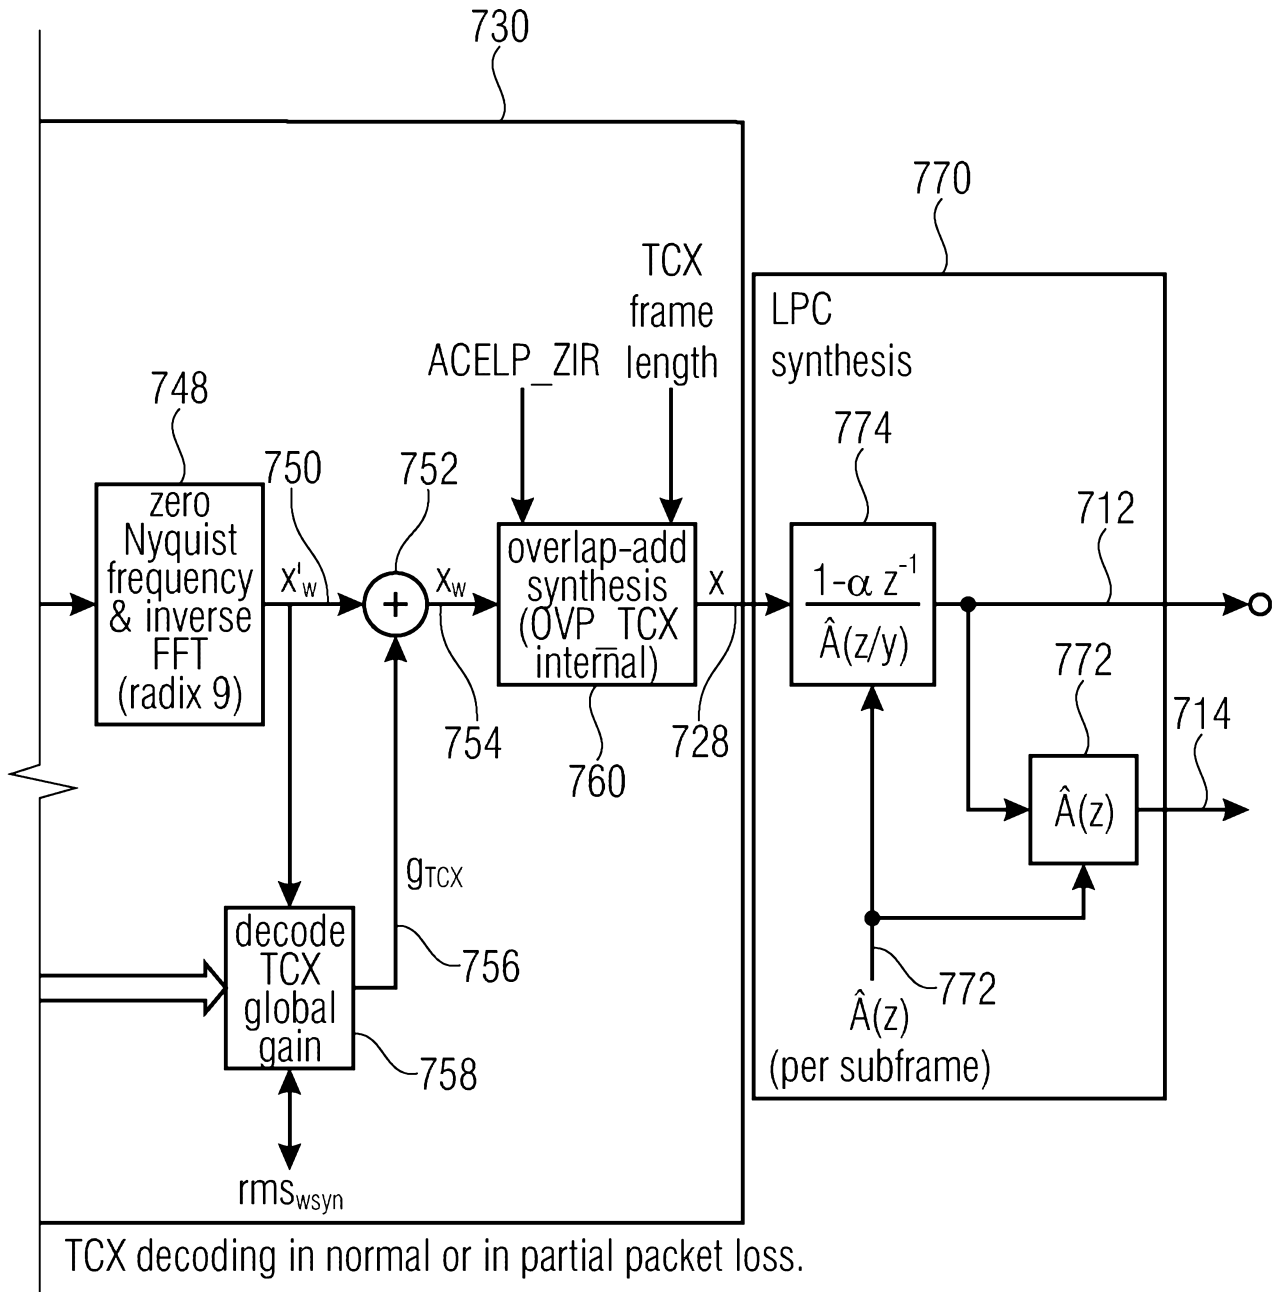 730
770
TCX
frame
length
ACELP_ZIR
LPC
synthesis
748
750
752
774
712
zero
Nyquist
frequency
& inverse
FFT
(radix 9)
x'w
+
xw
overlap-add
synthesis
(OVP_TCX
internal)
x
1-α z-1
Â(z/y)
754
760
728
772
714
Â(z)
gTCX
756
decode
TCX
global
gain
758
772
Â(z)
(per subframe)
rmswsyn
TCX decoding in normal or in partial packet loss.